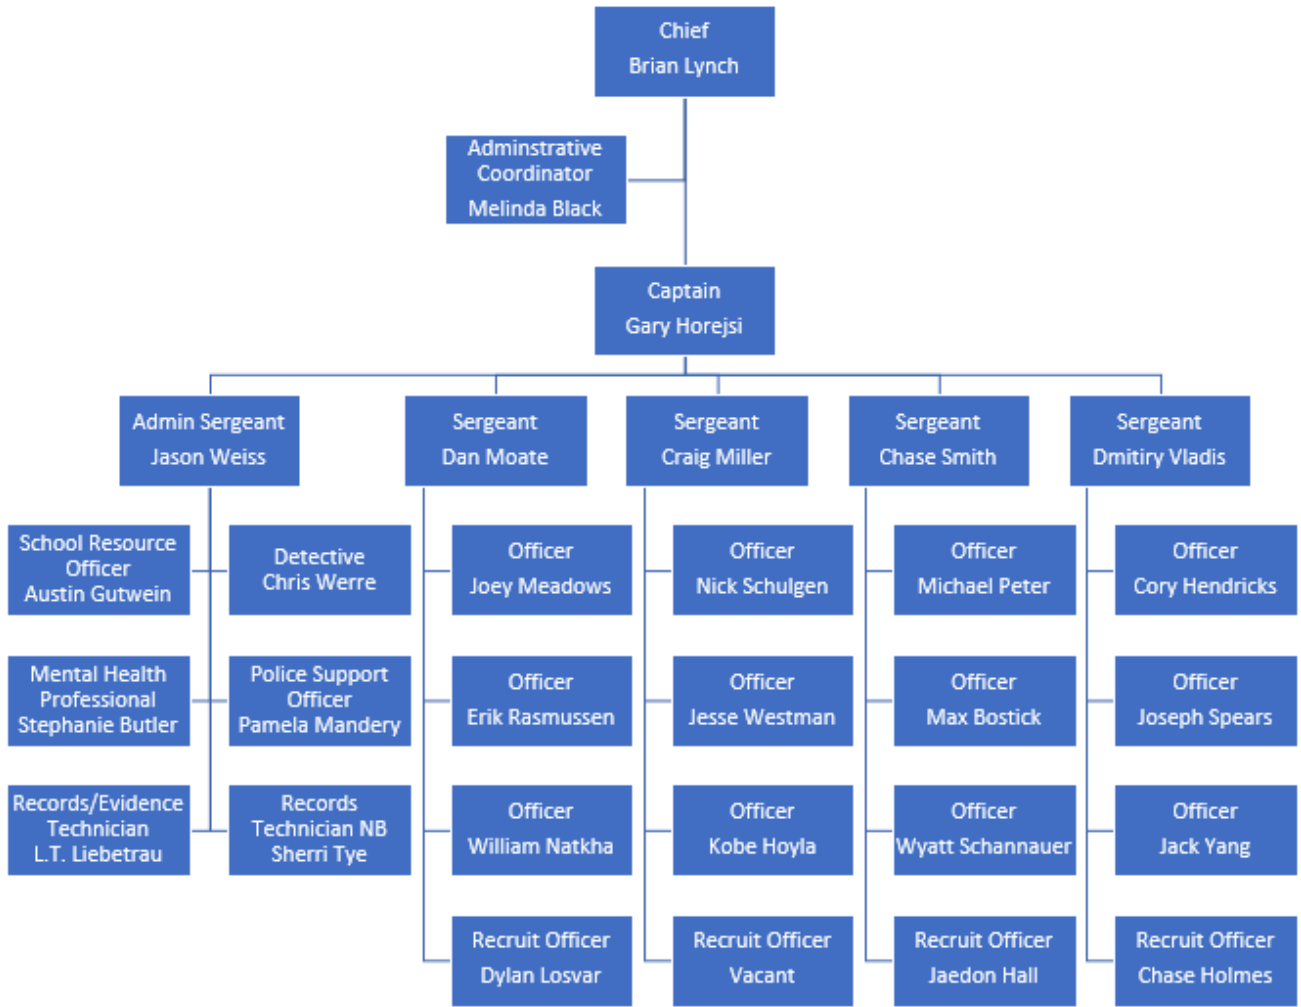 Chief
Brian Lynch
Adminstrative
Coordinator
Melinda Black
Captain
Gary Horejsi
Admin Sergeant
Jason Weiss
Sergeant
Dan Moate
Sergeant
Craig Miller
Sergeant
Chase Smith
Sergeant
Dmitiry Vladis
School Resource
Officer
Austin Gutwein
Detective
Chris Werre
Officer
Joey Meadows
Officer
Nick Schulgen
Officer
Michael Peter
Officer
Cory Hendricks
Mental Health
Professional
Stephanie Butler
Police Support
Officer
Pamela Mandery
Officer
Erik Rasmussen
Officer
Jesse Westman
Officer
Max Bostick
Officer
Joseph Spears
Records/Evidence
Technician
L.T. Liebetrau
Records
Technician NB
Sherri Tye
Officer
William Natkha
Officer
Kobe Hoyla
Officer
Wyatt Schannauer
Officer
Jack Yang
Recruit Officer
Dylan Losvar
Recruit Officer
Vacant
Recruit Officer
Jaedon Hall
Recruit Officer
Chase Holmes